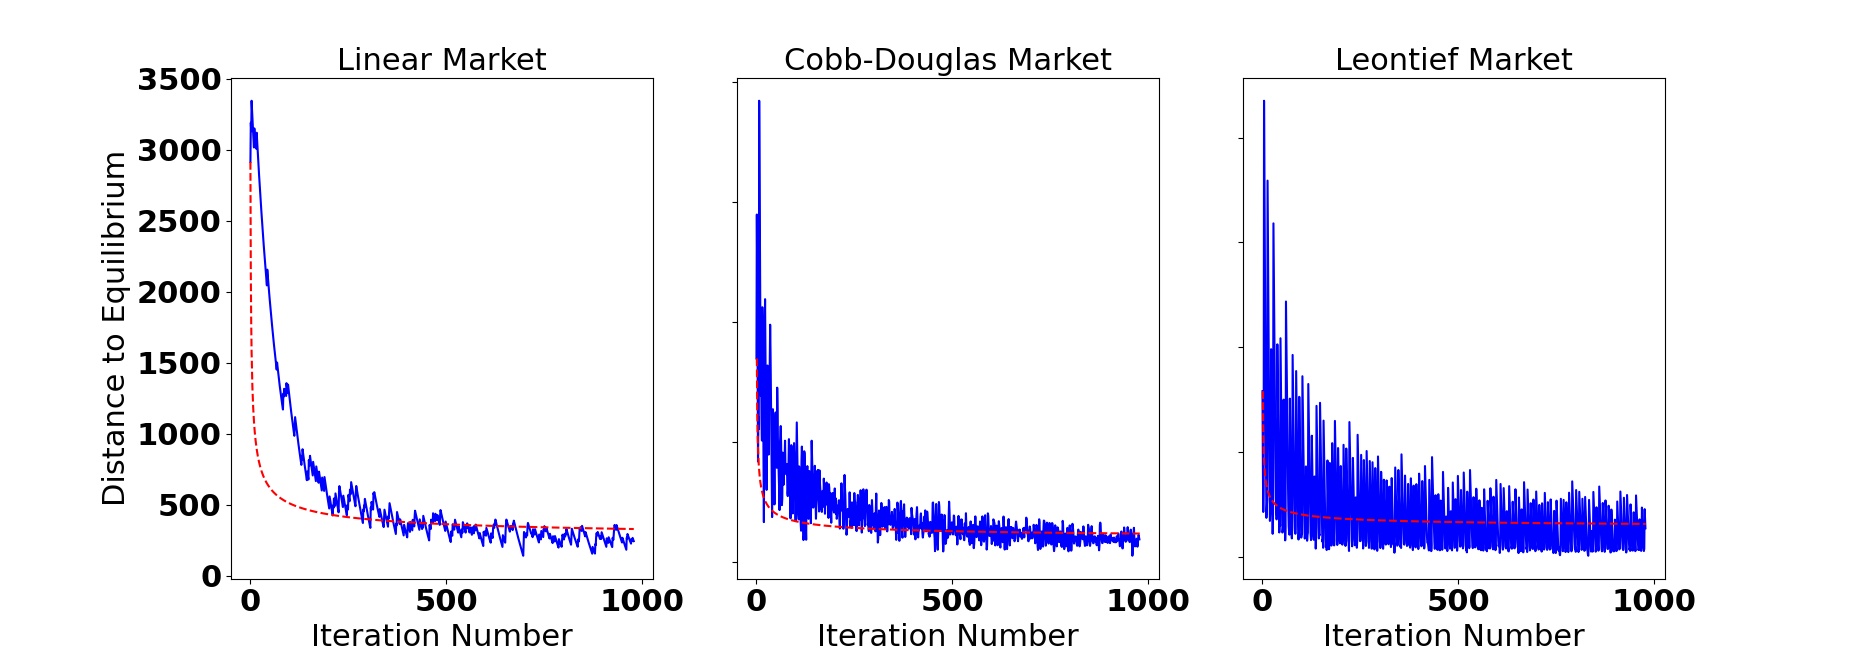 Linear Market
Cobb-Douglas Market
Leontief Market
Distance to Equilibrium
3500
3000
2500
2000
1500
1000
500
0
0 500 1000
0 500 1000
0 500 1000
Iteration Number
Iteration Number
Iteration Number